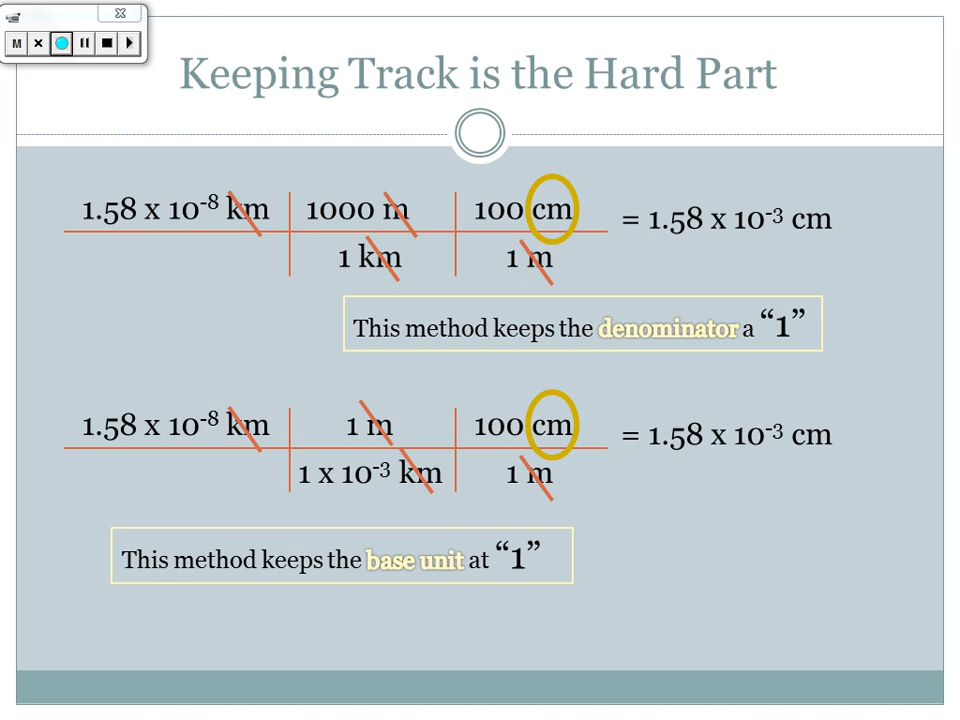 M
Keeping Track is the Hard Part
1.58 x 10⁻⁸ km 1000 m 100 cm = 1.58 x 10⁻³ cm
1 km 1 m
This method keeps the denominator a “1”
1.58 x 10⁻⁸ km 1 m 100 cm = 1.58 x 10⁻³ cm
1 x 10⁻³ km 1 m
This method keeps the base unit at “1”